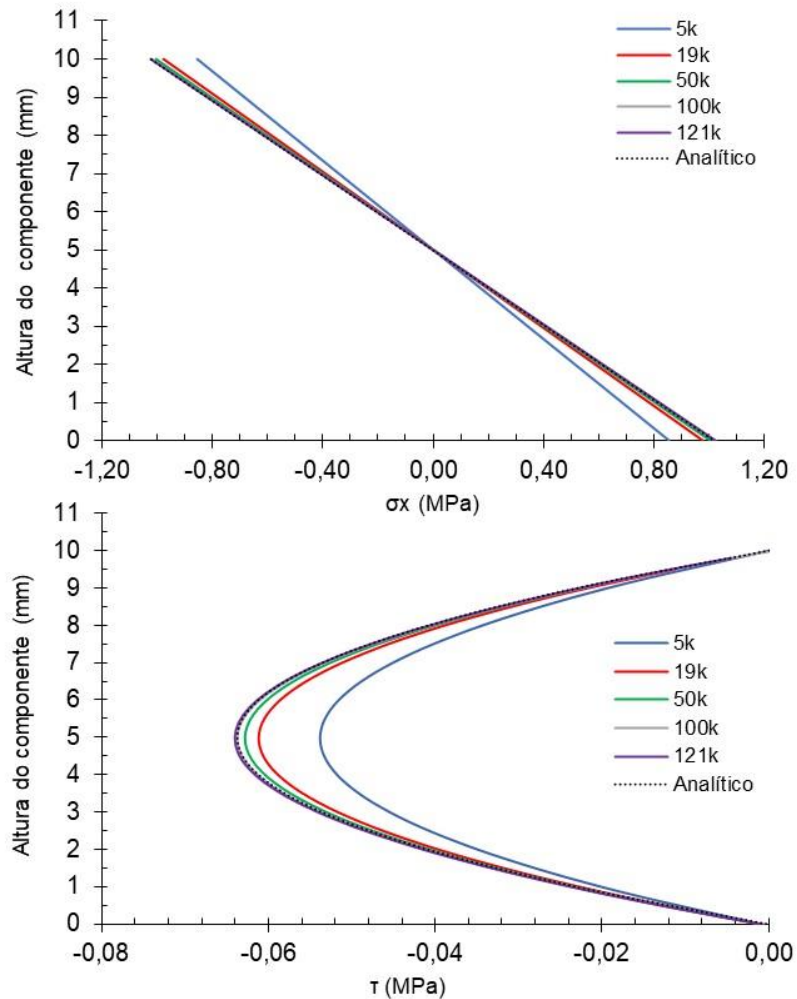 11
10
9
8
7
6
5
4
3
2
1
0
Altura do componente (mm)
5k
19k
50k
100k
121k
Analítico
-1,20 -0,80 -0,40 0,00 0,40 0,80 1,20
σx (MPa)
11
10
9
8
7
6
5
4
3
2
1
0
Altura do componente (mm)
5k
19k
50k
100k
121k
Analítico
-0,08 -0,06 -0,04 -0,02 0,00
τ (MPa)